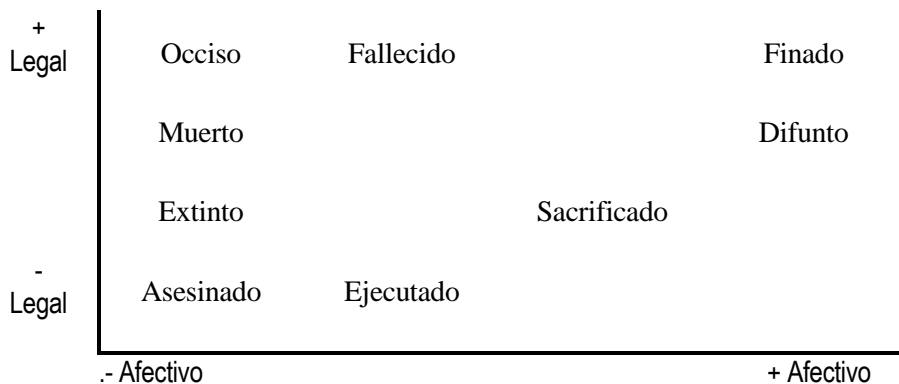 +
Legal
Occiso Fallecido Finado
Muerto Difunto
Extinto Sacrificado
-
Legal
Asesinado Ejecutado
.- Afectivo + Afectivo